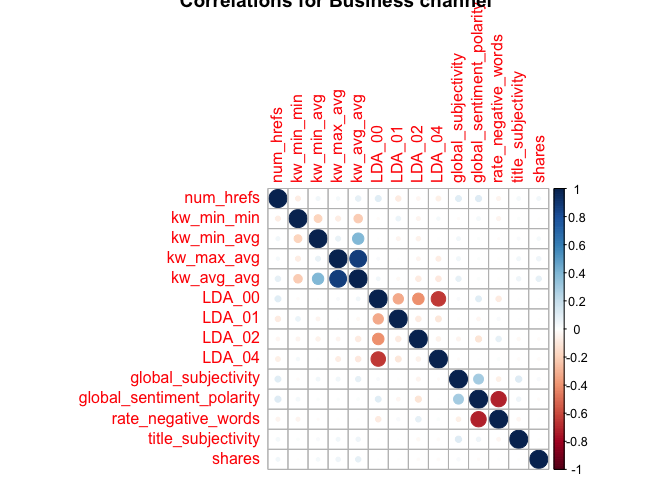 Correlations for Business channel
num_hrefs
kw_min_min
kw_min_avg
kw_max_avg
kw_avg_avg
LDA_00
LDA_01
LDA_02
LDA_04
global_subjectivity
global_sentiment_polarity
rate_negative_words
title_subjectivity
shares
num_hrefs
kw_min_min
kw_min_avg
kw_max_avg
kw_avg_avg
LDA_00
LDA_01
LDA_02
LDA_04
global_subjectivity
global_sentiment_polarity
rate_negative_words
title_subjectivity
shares
1
0.8
0.6
0.4
0.2
0
-0.2
-0.4
-0.6
-0.8
-1